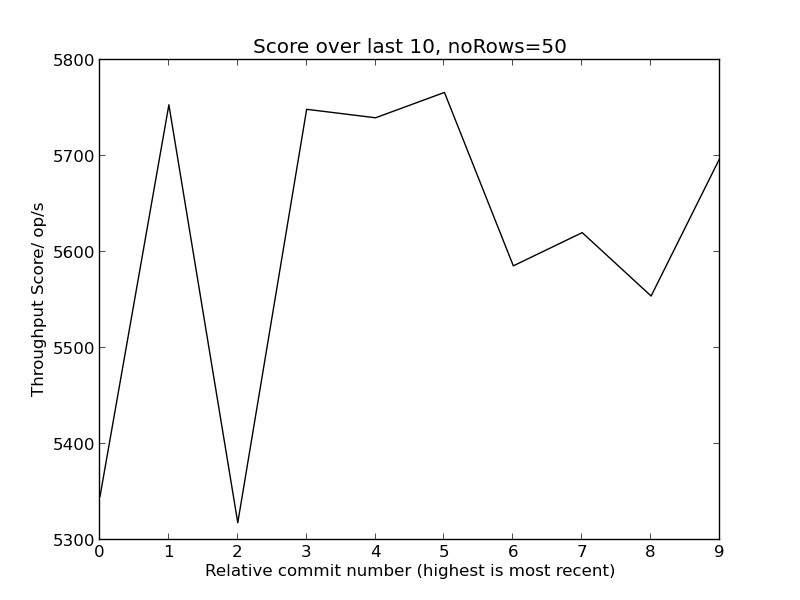 Score over last 10, noRows=50
5800
5700
5600
5500
5400
5300
Throughput Score/ op/s
0 1 2 3 4 5 6 7 8 9
Relative commit number (highest is most recent)